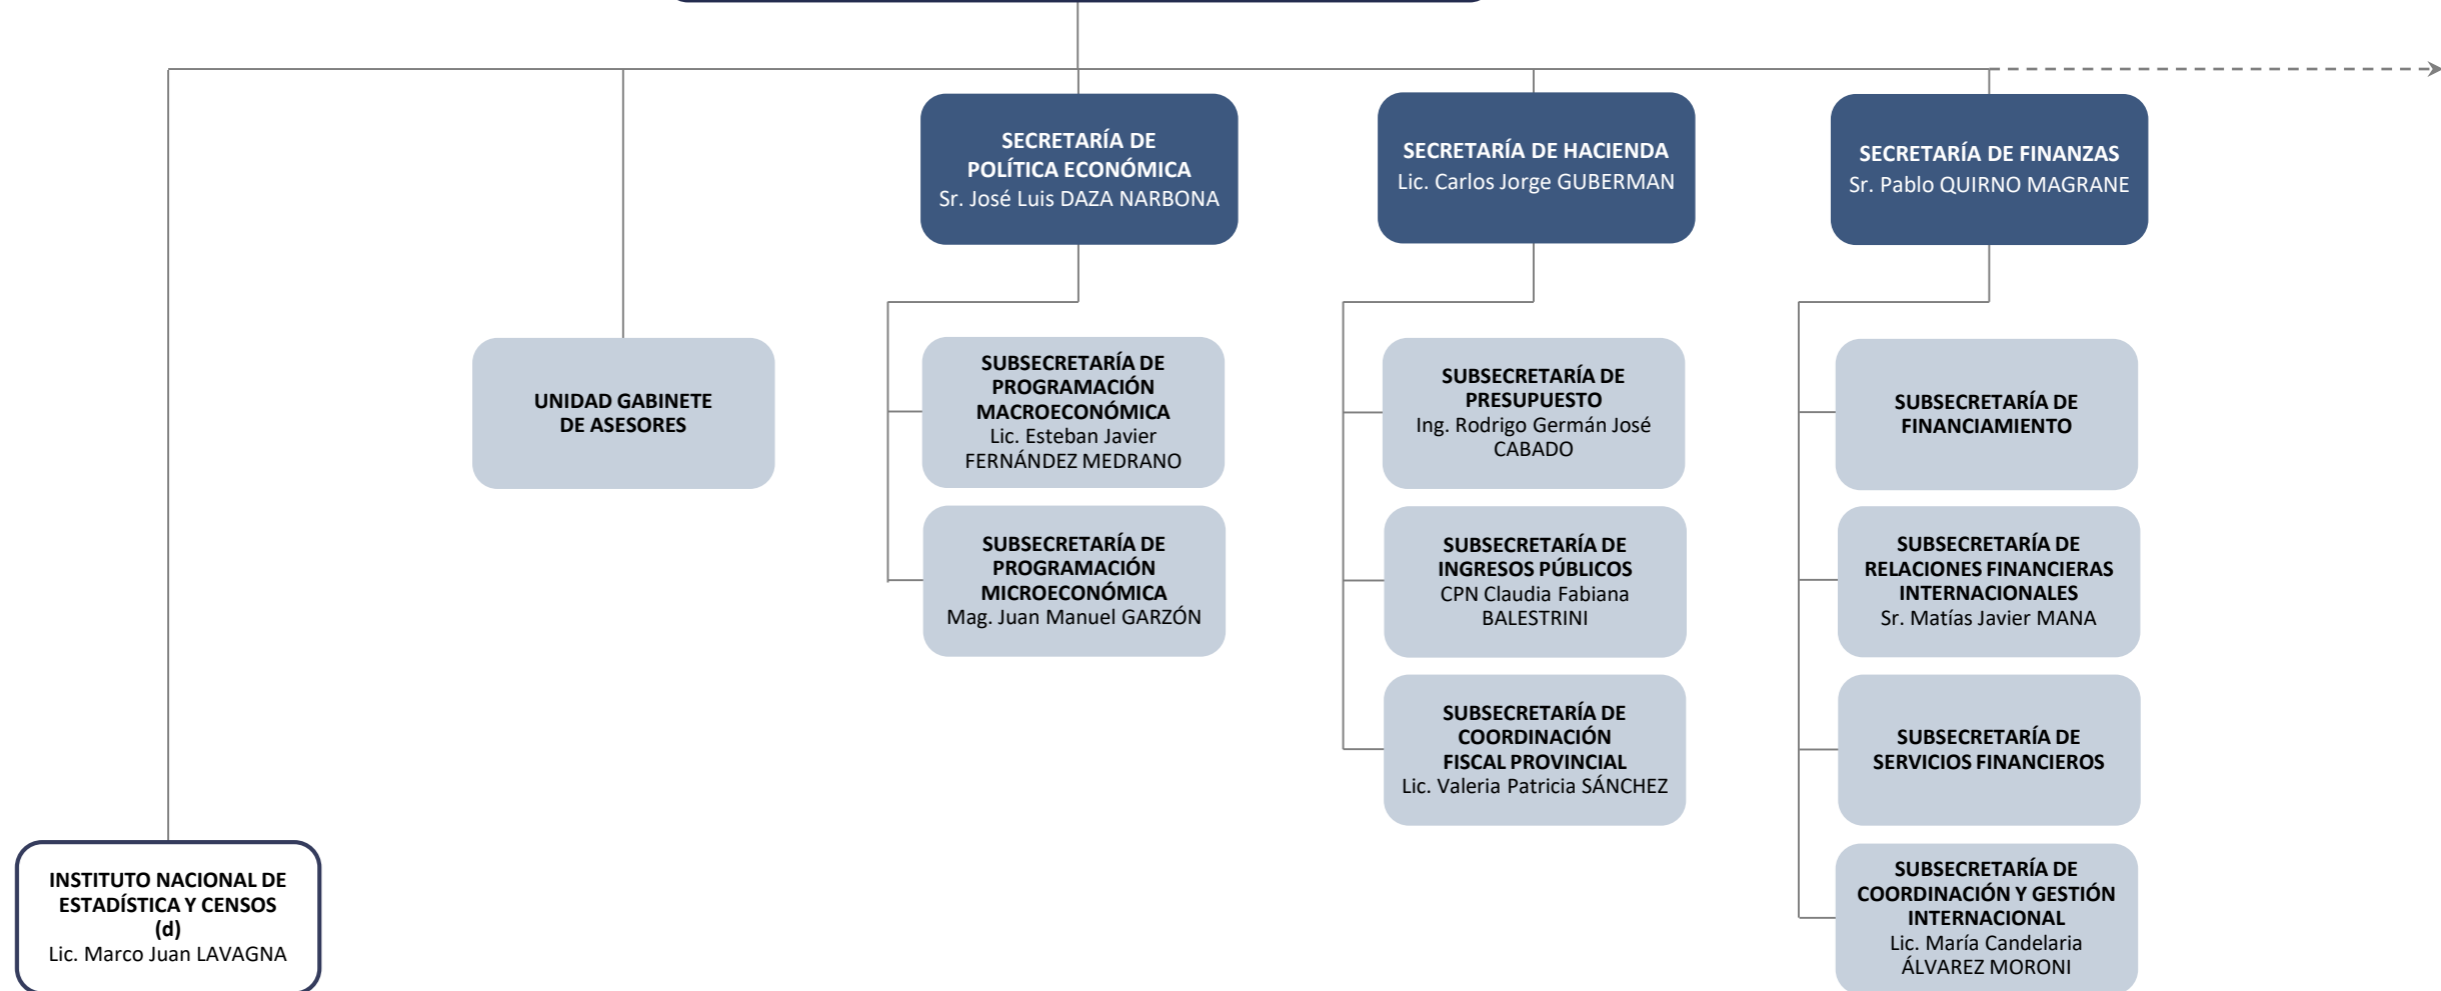 SECRETARÍA DE
POLÍTICA ECONÓMICA
Sr. José Luis DAZA NARBONA
SECRETARÍA DE HACIENDA
Lic. Carlos Jorge GUBERMAN
SECRETARÍA DE FINANZAS
Sr. Pablo QUIRNO MAGRANE
UNIDAD GABINETE
DE ASESORES
SUBSECRETARÍA DE
PROGRAMACIÓN
MACROECONÓMICA
Lic. Esteban Javier
FERNÁNDEZ MEDRANO
SUBSECRETARÍA DE
PRESUPUESTO
Ing. Rodrigo Germán José
CABADO
SUBSECRETARÍA DE
FINANCIAMIENTO
SUBSECRETARÍA DE
PROGRAMACIÓN
MICROECONÓMICA
Mag. Juan Manuel GARZÓN
SUBSECRETARÍA DE
INGRESOS PÚBLICOS
CPN Claudia Fabiana
BALESTRINI
SUBSECRETARÍA DE
RELACIONES FINANCIERAS
INTERNACIONALES
Sr. Matías Javier MANA
SUBSECRETARÍA DE
COORDINACIÓN
FISCAL PROVINCIAL
Lic. Valeria Patricia SÁNCHEZ
SUBSECRETARÍA DE
SERVICIOS FINANCIEROS
INSTITUTO NACIONAL DE
ESTADÍSTICA Y CENSOS
(d)
Lic. Marco Juan LAVAGNA
SUBSECRETARÍA DE
COORDINACIÓN Y GESTIÓN
INTERNACIONAL
Lic. María Candelaria
ÁLVAREZ MORONI